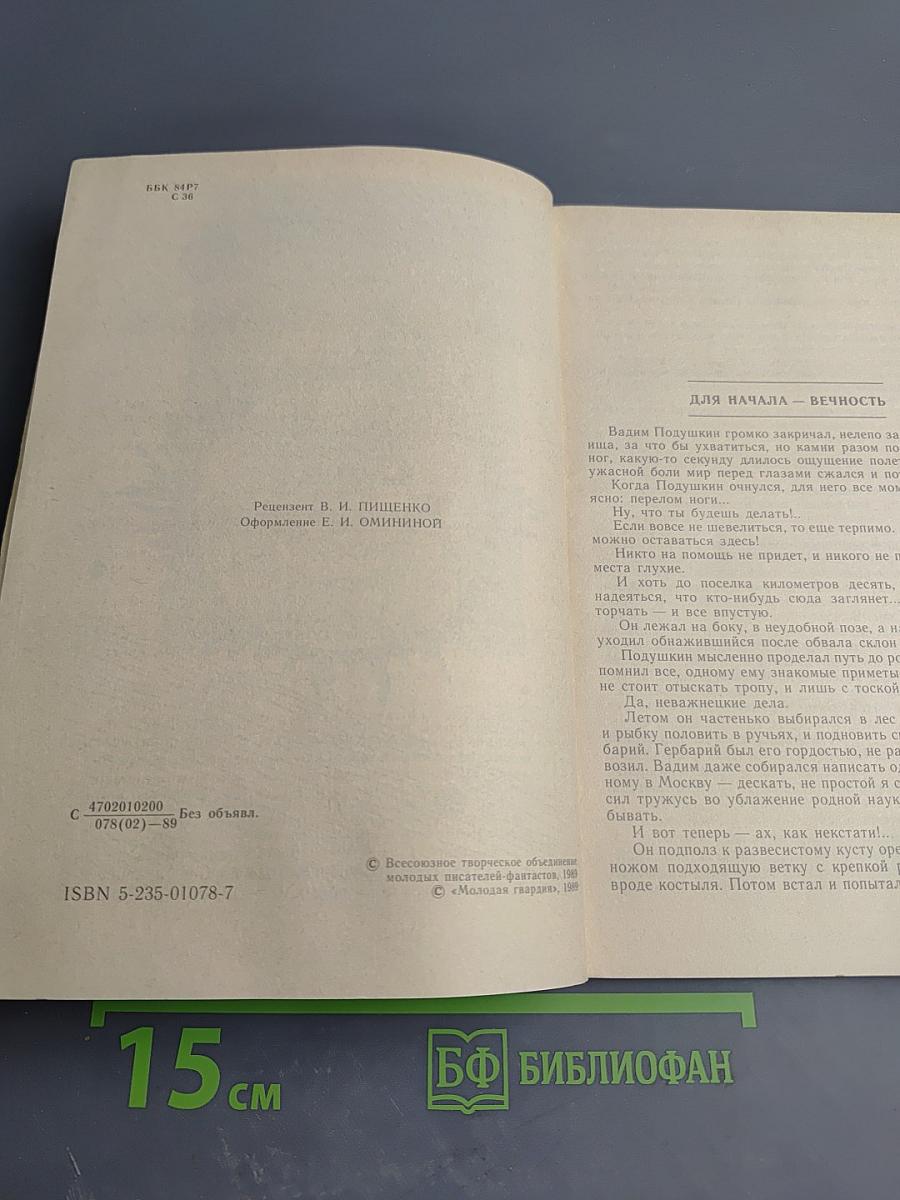 ББК 84Р7
С 36
Рецензент В. И. ПИЩЕНКО
Оформление Е. И. ОМИНИНОЙ
С 4702010200
078(02)—89 Без объявл.
© Всесоюзное творческое объединение
молодых писателей-фантастов, 1989
© «Молодая гвардия», 1989
ISBN 5-235-01078-7
ДЛЯ НАЧАЛА — ВЕЧНОСТЬ
Вадим Подушкин громко закричал, нелепо за
ища, за что бы ухватиться, но камни разом по
ног, какую-то секунду длилось ощущение поле
ужасной боли мир перед глазами сжался и по
Когда Подушкин очнулся, для него все мом
ясно: перелом ноги...
Ну, что ты будешь делать!..
Если вовсе не шевелиться, то еще терпимо.
можно оставаться здесь!
Никто на помощь не придет, и никого не п
места глухие.
И хоть до поселка километров десять,
надеяться, что кто-нибудь сюда заглянет...
торчать — и все впустую.
Он лежал на боку, в неудобной позе, а на
уходил обнажившийся после обвала склон
Подушкин мысленно проделал путь до ро
помнил все, одному ему знакомые приметы
не стоит отыскать тропу, и лишь с тоской
Да, неважнецкие дела.
Летом он частенько выбирался в лес
и рыбку половить в ручьях, и подновить с
барий. Гербарий был его гордостью, не ра
возил. Вадим даже собирался написать од
ному в Москву — дескать, не простой я с
сил тружусь во ублажение родной наук
бывать.
И вот теперь — ах, как некстати!..
Он подполз к развесистому кусту оре
ножом подходящую ветку с крепкой р
вроде костыля. Потом встал и попытал
15 см
БФ БИБЛИОФАН